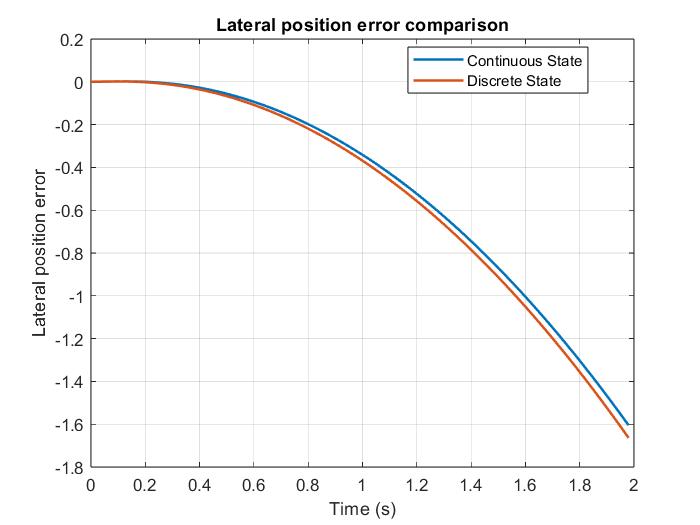 Lateral position error comparison
Continuous State
Discrete State
0.2
0
-0.2
-0.4
-0.6
-0.8
-1
-1.2
-1.4
-1.6
-1.8
Lateral position error
0 0.2 0.4 0.6 0.8 1 1.2 1.4 1.6 1.8 2
Time (s)